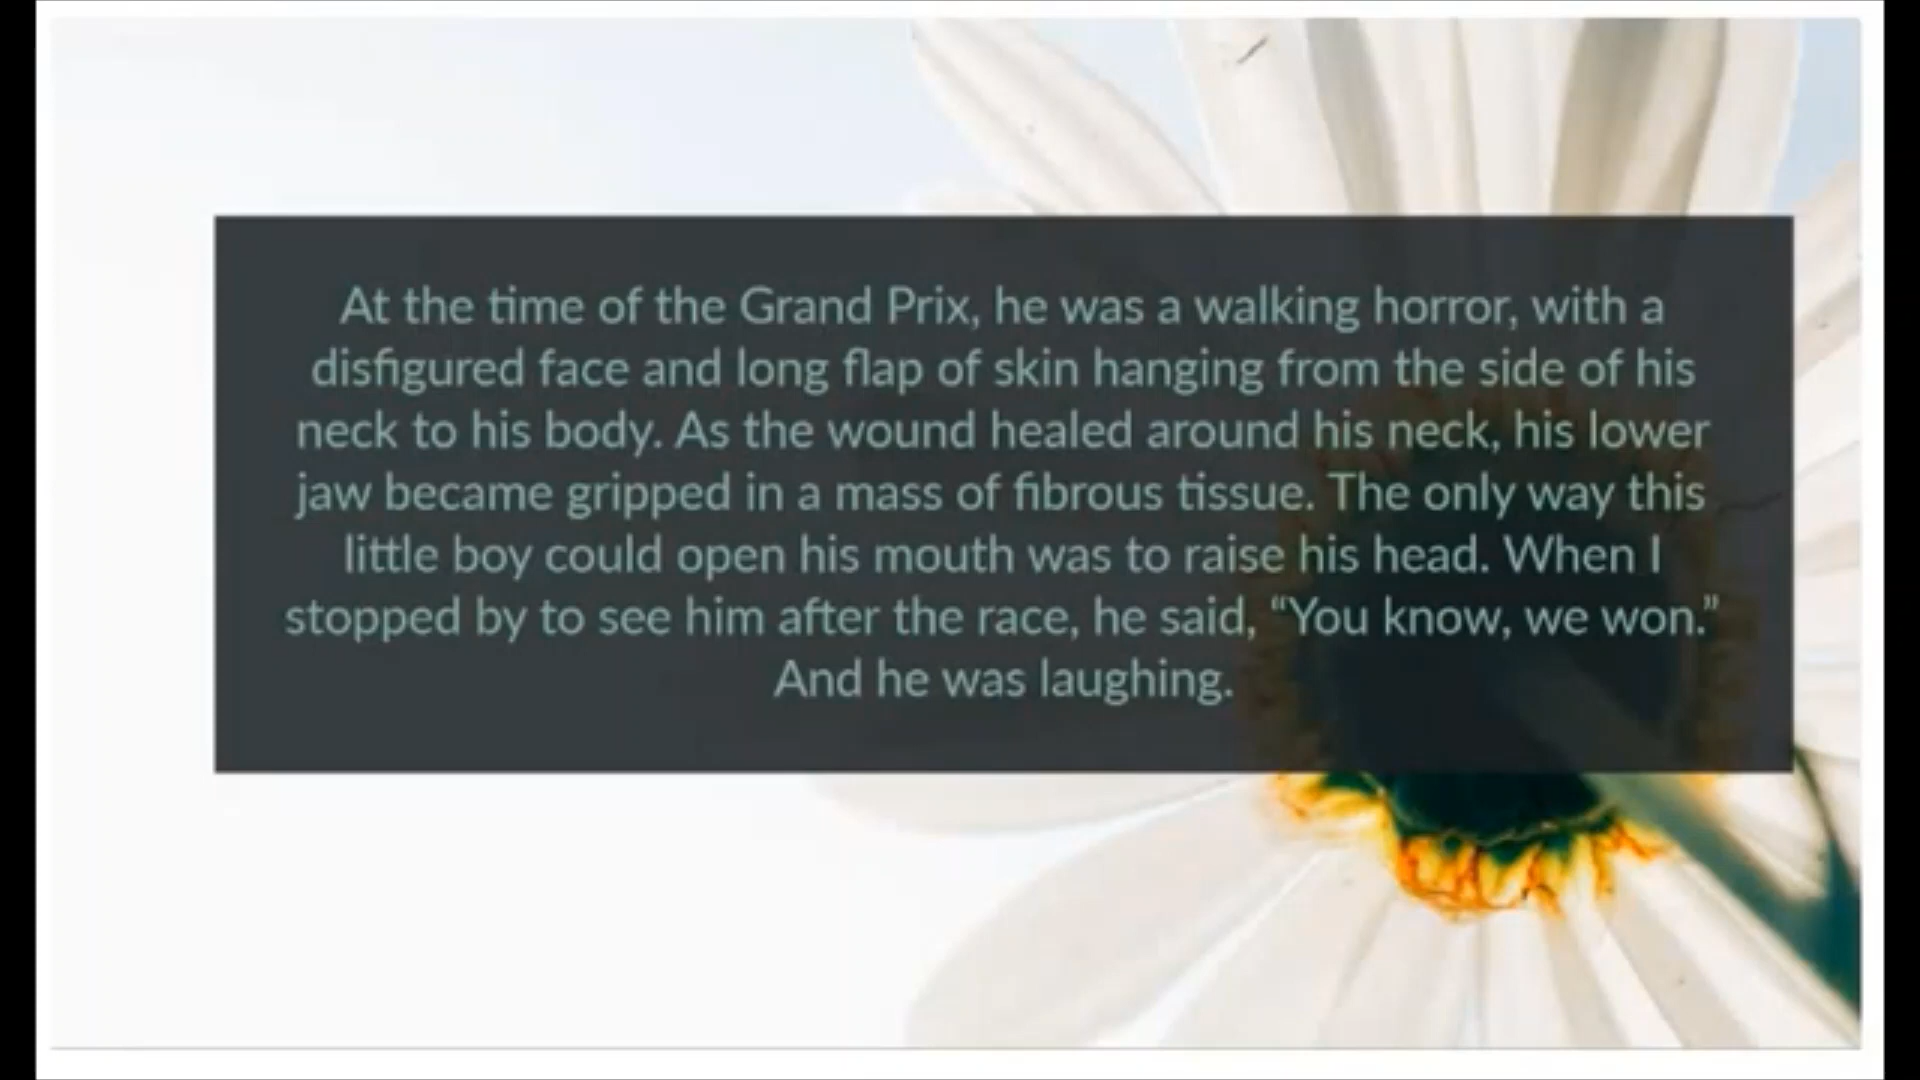 At the time of the Grand Prix, he was a walking horror, with a
disfigured face and long flap of skin hanging from the side of his
neck to his body. As the wound healed around his neck, his lower
jaw became gripped in a mass of fibrous tissue. The only way this
little boy could open his mouth was to raise his head. When I
stopped by to see him after the race, he said, “You know, we won.”
And he was laughing.